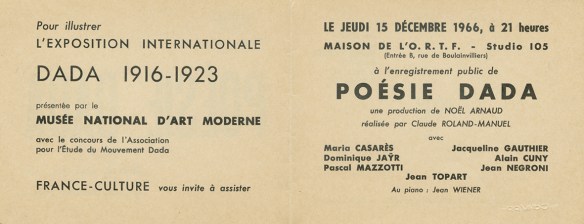 Pour illustrer
L'EXPOSITION INTERNATIONALE
DADA 1916-1923
présentée par le
MUSÉE NATIONAL D'ART MODERNE
avec le concours de l'Association
pour l'Étude du Mouvement Dada
FRANCE-CULTURE vous invite à assister
LE JEUDI 15 DÉCEMBRE 1966, à 21 heures
MAISON DE L'O.R.T.F. - Studio 105
(Entrée B, rue de Boulainvilliers)
à l'enregistrement public de
POÉSIE DADA
une production de NOËL ARNAUD
réalisée par Claude ROLAND-MANUEL
avec
Maria CASARÈS Jacqueline GAUTHIER
Dominique JAŸR Alain CUNY
Pascal MAZZOTTI Jean NEGRONI
Jean TOPART
Au piano : Jean WIENER